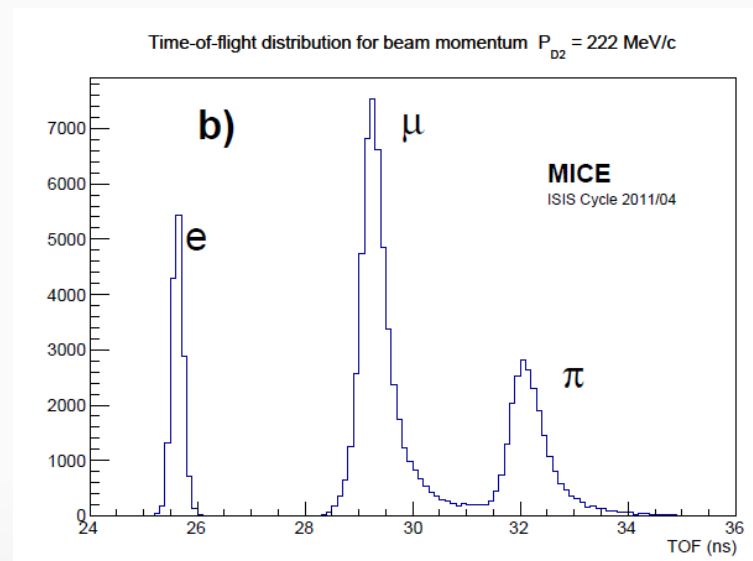 Time-of-flight distribution for beam momentum P_D2 = 222 MeV/c
b)
μ
e
π
MICE
ISIS Cycle 2011/04
7000
6000
5000
4000
3000
2000
1000
0
24 26 28 30 32 34 36
TOF (ns)